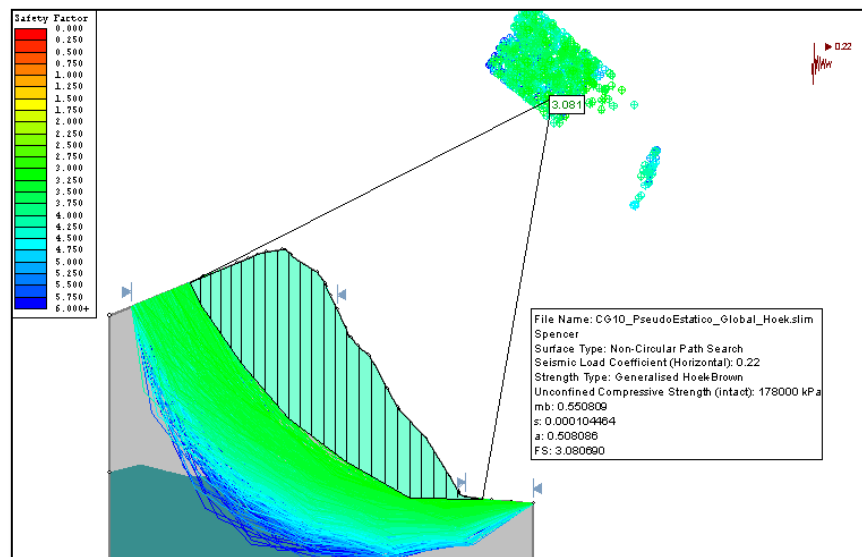 Safety Factor
0.000
0.250
0.500
0.750
1.000
1.250
1.500
1.750
2.000
2.250
2.500
2.750
3.000
3.250
3.500
3.750
4.000
4.250
4.500
4.750
5.000
5.250
5.500
5.750
6.000+
0.22
3.081
File Name: CG10_PseudoEstatico_Global_Hoek.slim
Spencer
Surface Type: Non-Circular Path Search
Seismic Load Coefficient (Horizontal): 0.22
Strength Type: Generalised Hoek-Brown
Unconfined Compressive Strength (intact): 178000 kPa
mb: 0.550809
s: 0.000104464
a: 0.508086
FS: 3.080690